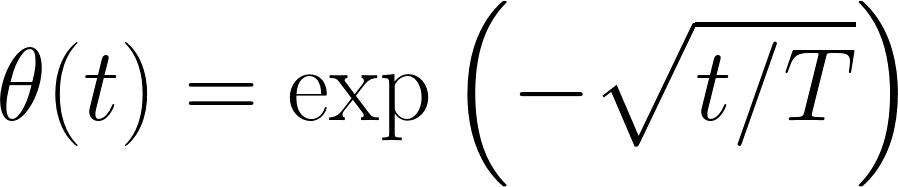 θ(t) = exp(−√(t/T))